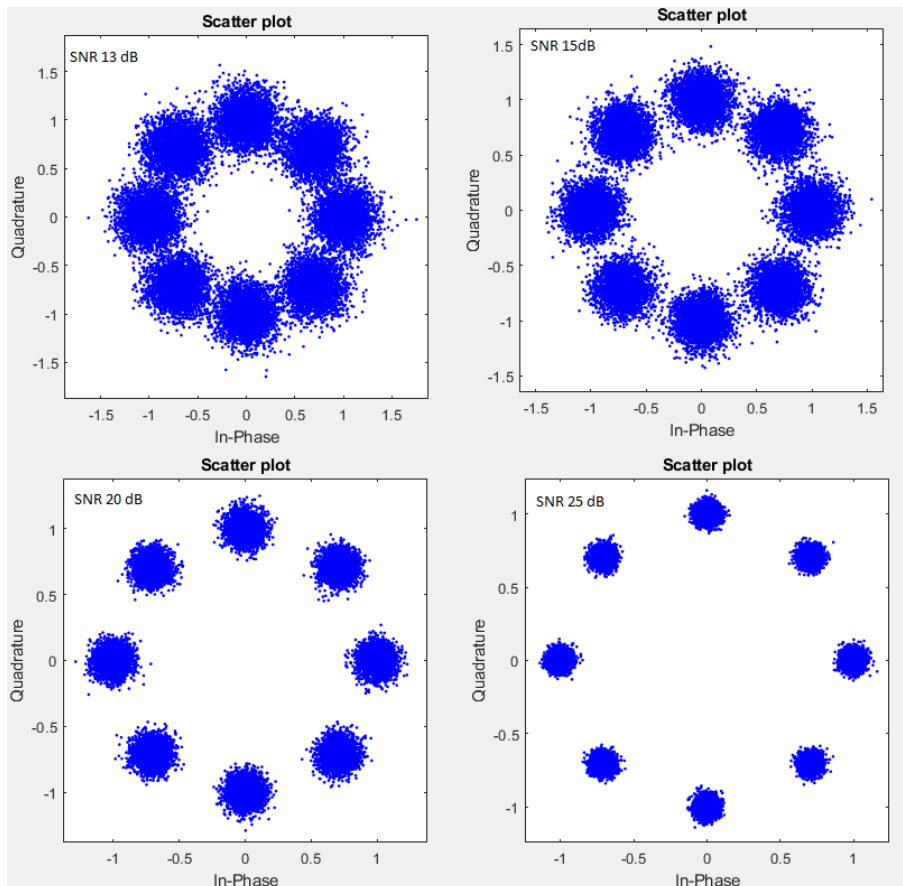 Scatter plot
SNR 13 dB
1.5
1
0.5
0
-0.5
-1
-1.5
Quadrature
-1.5 -1 -0.5 0 0.5 1 1.5
In-Phase
Scatter plot
SNR 15dB
1.5
1
0.5
0
-0.5
-1
-1.5
Quadrature
-1.5 -1 -0.5 0 0.5 1 1.5
In-Phase
Scatter plot
SNR 20 dB
1
0.5
0
-0.5
-1
Quadrature
-1 -0.5 0 0.5 1
In-Phase
Scatter plot
SNR 25 dB
1
0.5
0
-0.5
-1
Quadrature
-1 -0.5 0 0.5 1
In-Phase